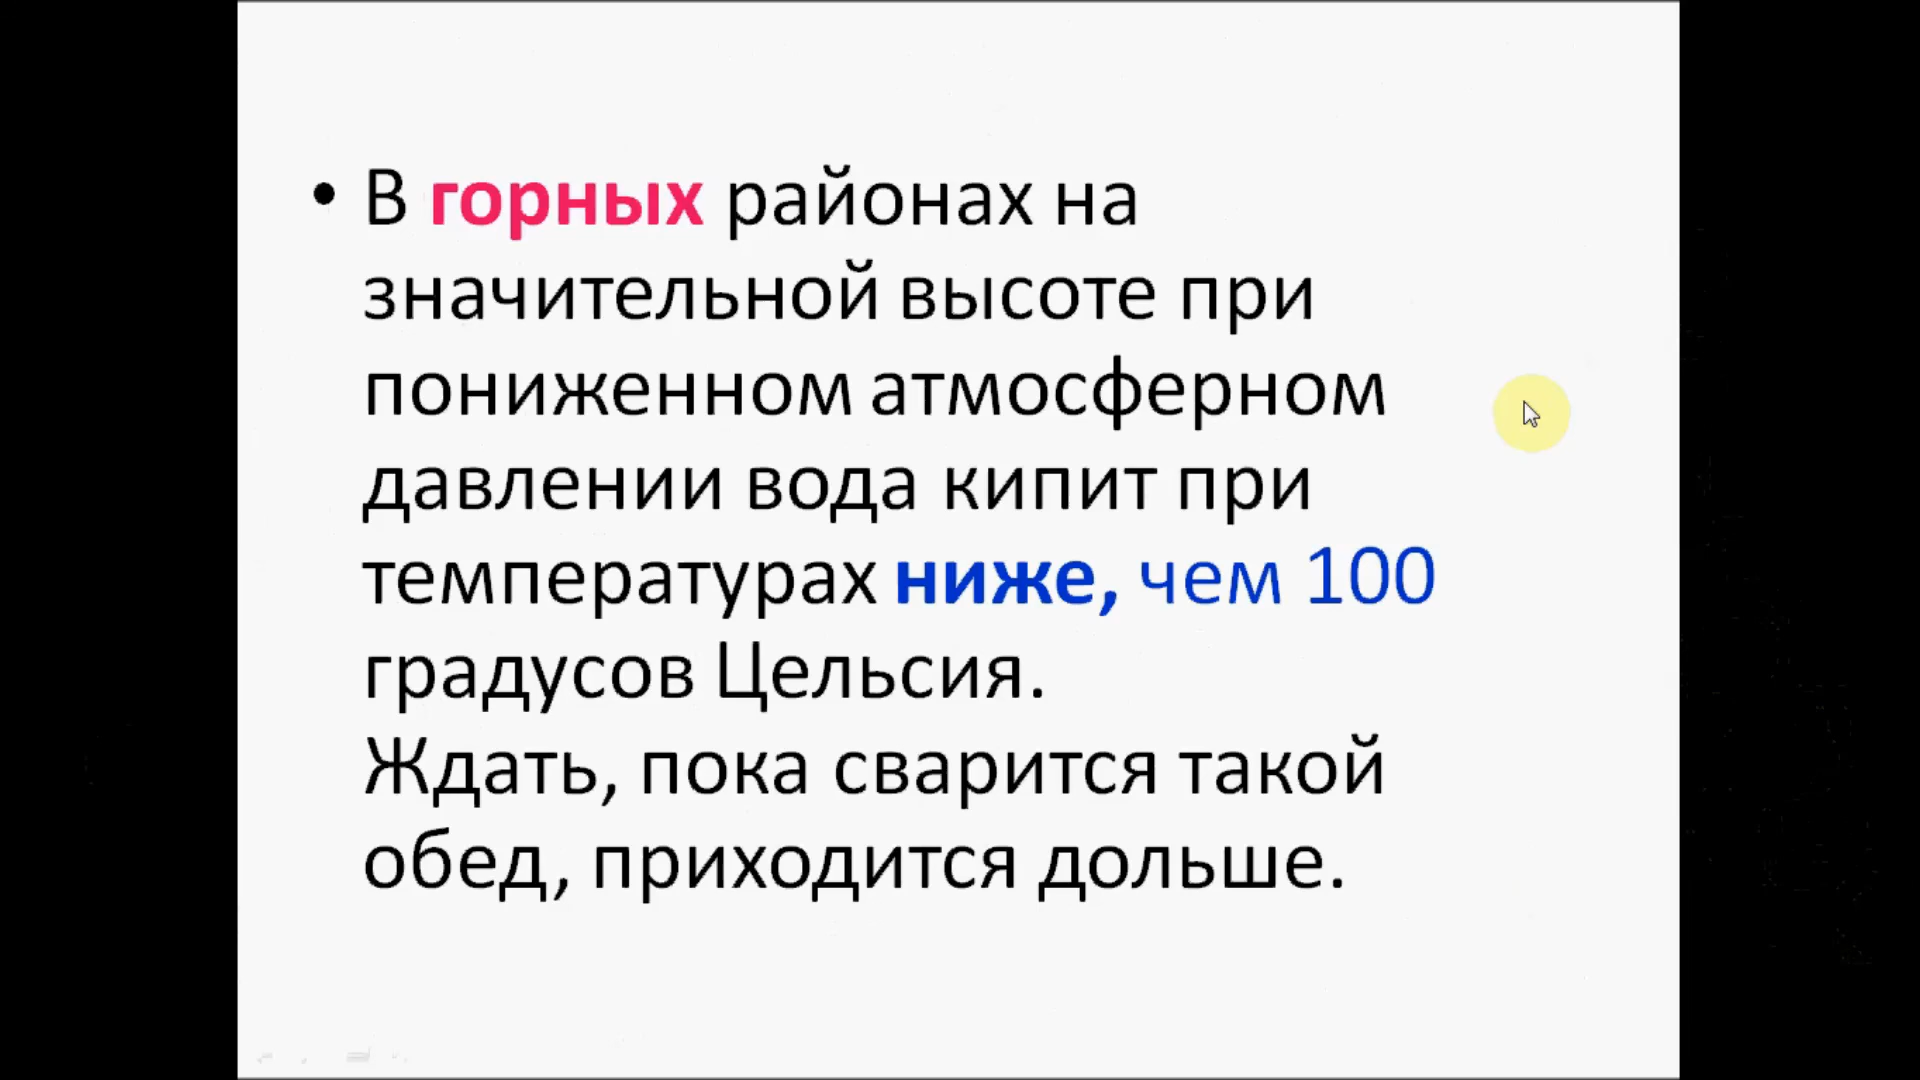 • В горных районах на
значительной высоте при
пониженном атмосферном
давлении вода кипит при
температурах ниже, чем 100
градусов Цельсия.
Ждать, пока сварится такой
обед, приходится дольше.